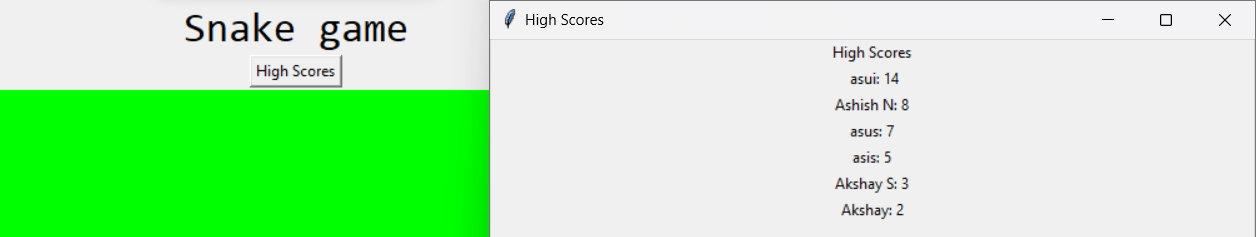 Snake game
High Scores
High Scores
High Scores
asui: 14
Ashish N: 8
asus: 7
asis: 5
Akshay S: 3
Akshay: 2